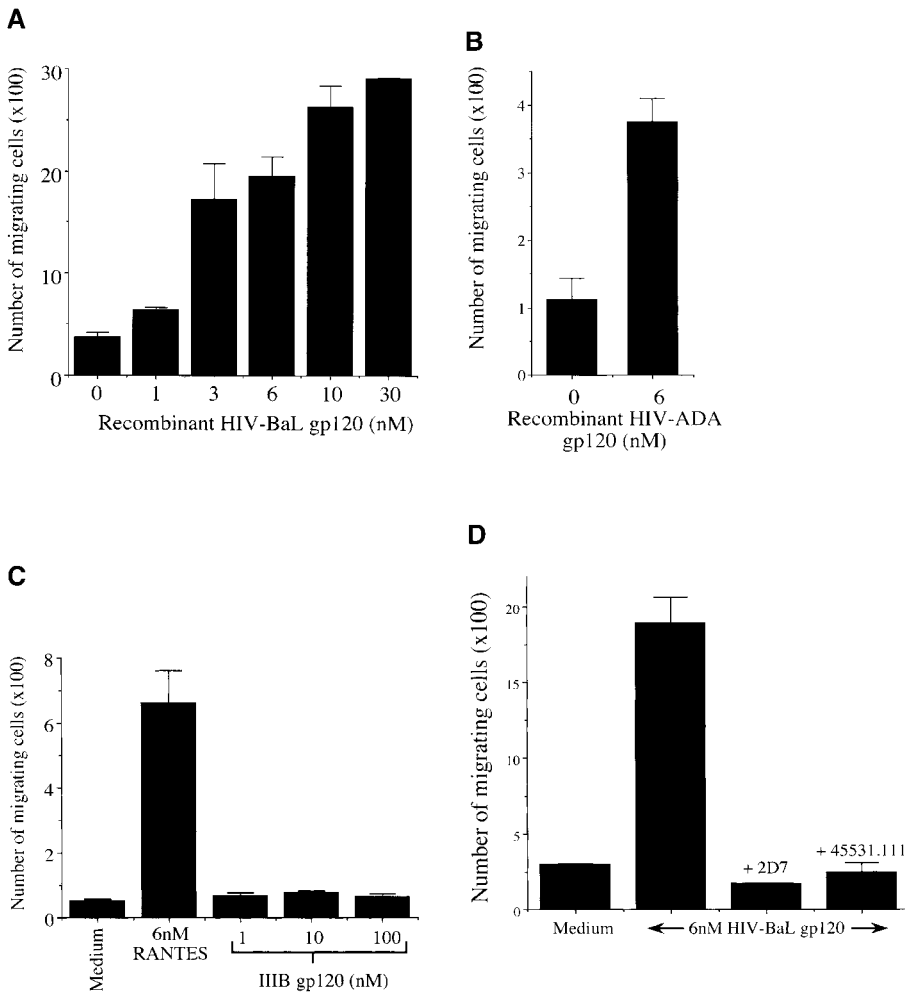 A
Number of migrating cells (x100)
30
20
10
0
0 1 3 6 10 30
Recombinant HIV-BaL gp120 (nM)
B
Number of migrating cells (x100)
4
3
2
1
0
0 6
Recombinant HIV-ADA
gp120 (nM)
C
Number of migrating cells (x100)
8
6
4
2
0
Medium
6nM
RANTES
1 10 100
IIIB gp120 (nM)
D
Number of migrating cells (x100)
20
15
10
5
0
+ 2D7
+ 45531.111
Medium
6nM HIV-BaL gp120